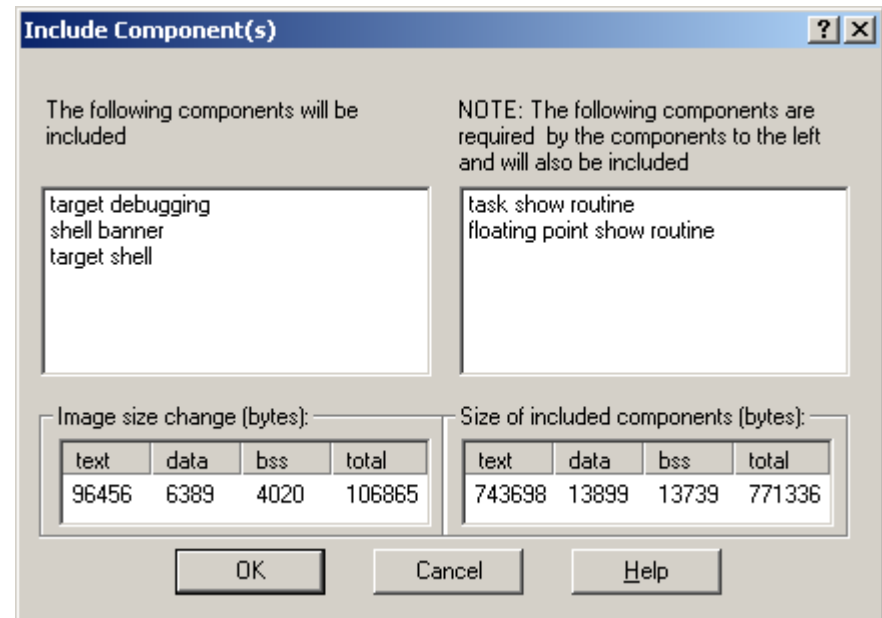 Include Component(s)
The following components will be
included
NOTE: The following components are
required by the components to the left
and will also be included
target debugging
shell banner
target shell
task show routine
floating point show routine
Image size change (bytes):
text data bss total
96456 6389 4020 106865
Size of included components (bytes):
text data bss total
743698 13899 13739 771336
OK Cancel Help